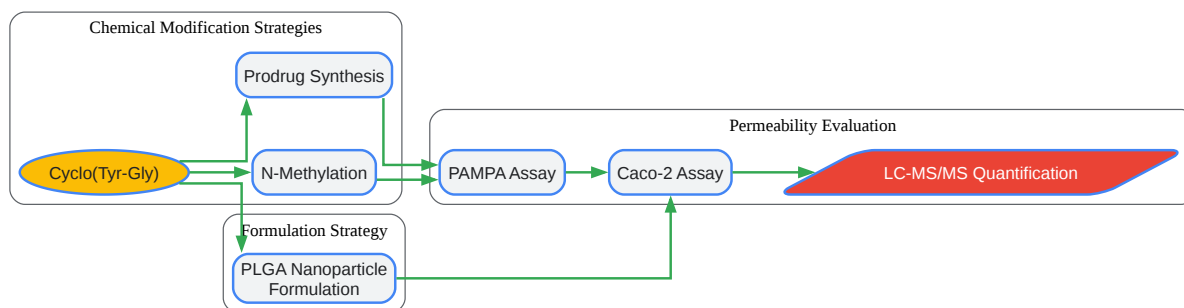 Chemical Modification Strategies
Prodrug Synthesis
Permeability Evaluation
Cyclo(Tyr-Gly)
N-Methylation
PAMPA Assay
Caco-2 Assay
LC-MS/MS Quantification
Formulation Strategy
PLGA Nanoparticle
Formulation